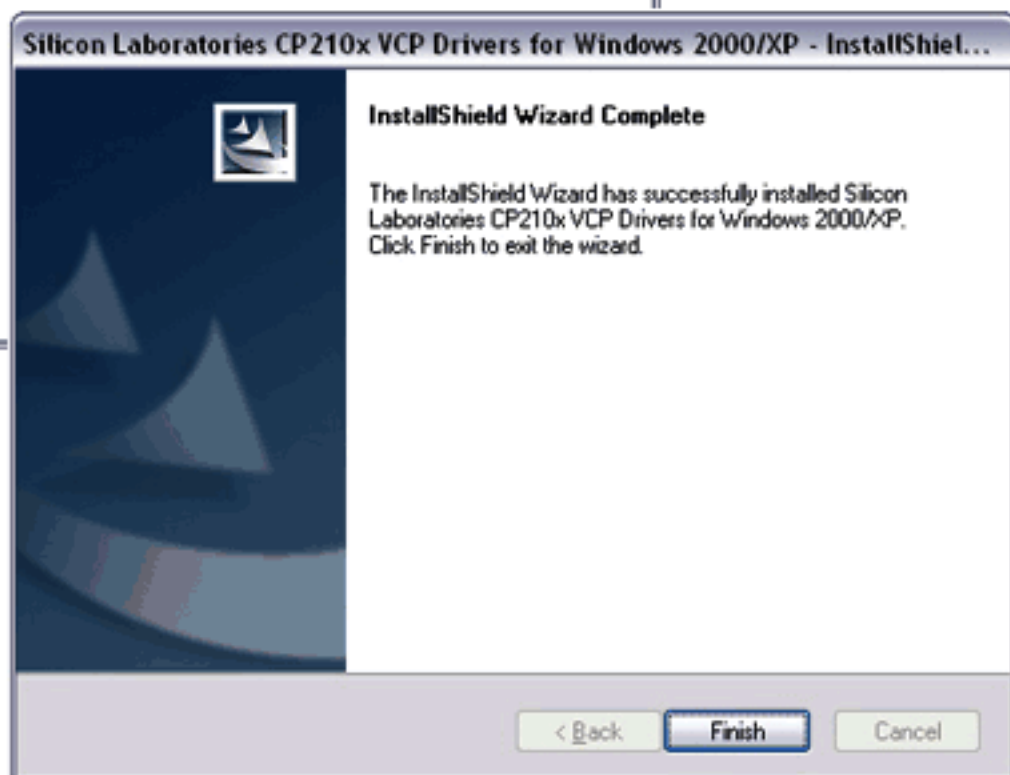 Silicon Laboratories CP210x VCP Drivers for Windows 2000/XP - InstallShiel...
InstallShield Wizard Complete
The InstallShield Wizard has successfully installed Silicon
Laboratories CP210x VCP Drivers for Windows 2000/XP.
Click Finish to exit the wizard.
< Back Finish Cancel